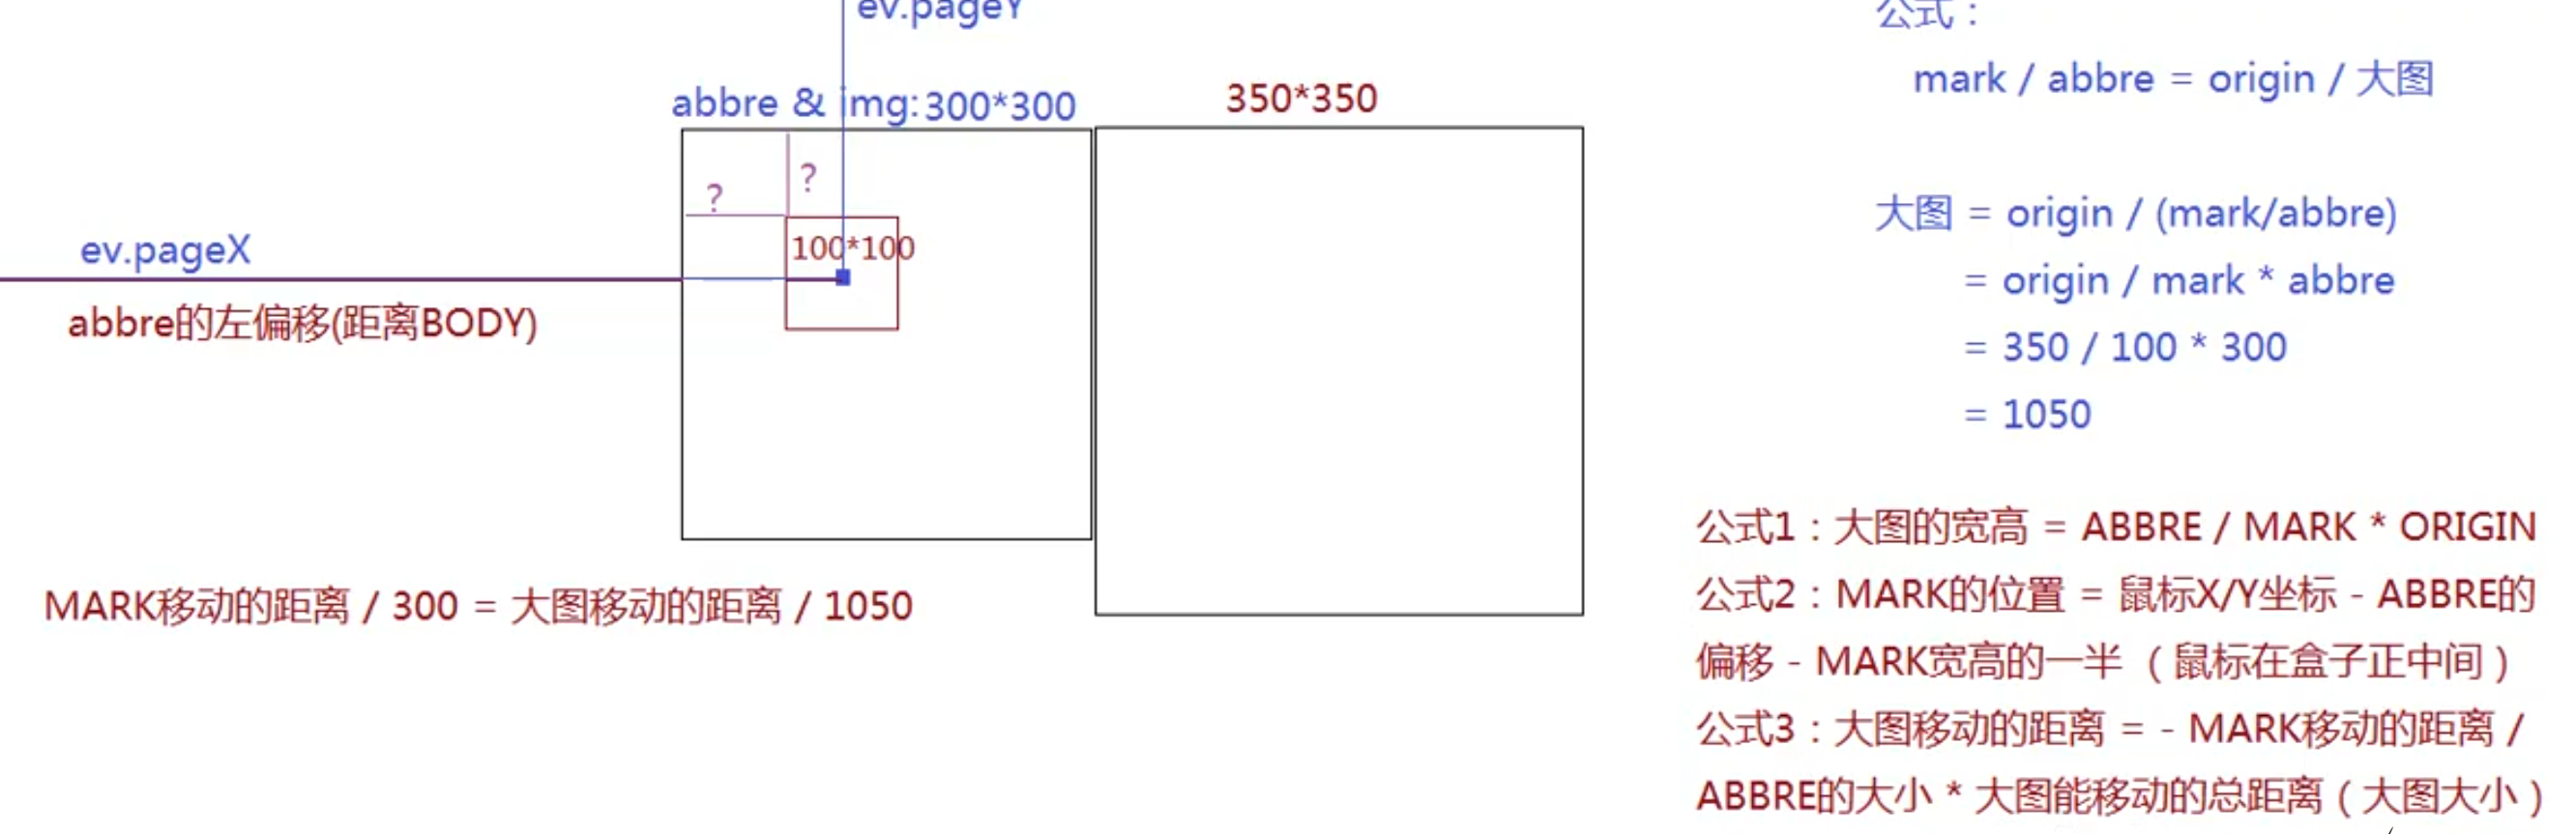 ev.pageY
abbre & img:300*300
350*350
?
?
100*100
ev.pageX
abbre的左偏移(距离BODY)
MARK移动的距离 / 300 = 大图移动的距离 / 1050
公式：
mark / abbre = origin / 大图
大图 = origin / (mark/abbre)
= origin / mark * abbre
= 350 / 100 * 300
= 1050
公式1：大图的宽高 = ABBRE / MARK * ORIGIN
公式2：MARK的位置 = 鼠标X/Y坐标 - ABBRE的
偏移 - MARK宽高的一半（鼠标在盒子正中间）
公式3：大图移动的距离 = - MARK移动的距离 /
ABBRE的大小 * 大图能移动的总距离（大图大小）